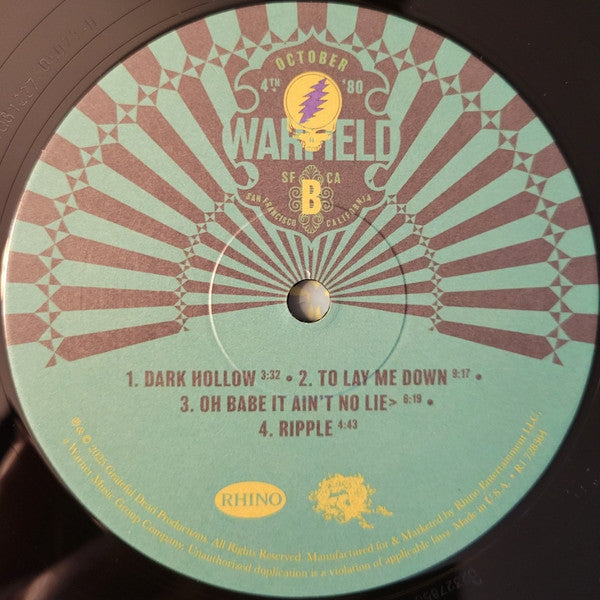 OCTOBER
4TH '80
WARFIELD
SF CA
B
SAN FRANCISCO CALIFORNIA
1. DARK HOLLOW 3:32 • 2. TO LAY ME DOWN 9:17 •
3. OH BABE IT AIN'T NO LIE> 6:19 •
4. RIPPLE 4:43
RHINO
℗ & © 2025 Grateful Dead Productions. All Rights Reserved. Manufactured for & Marketed by Rhino Entertainment LLC,
a Warner Music Group Company. Unauthorized duplication is a violation of applicable laws. Made in U.S.A. •